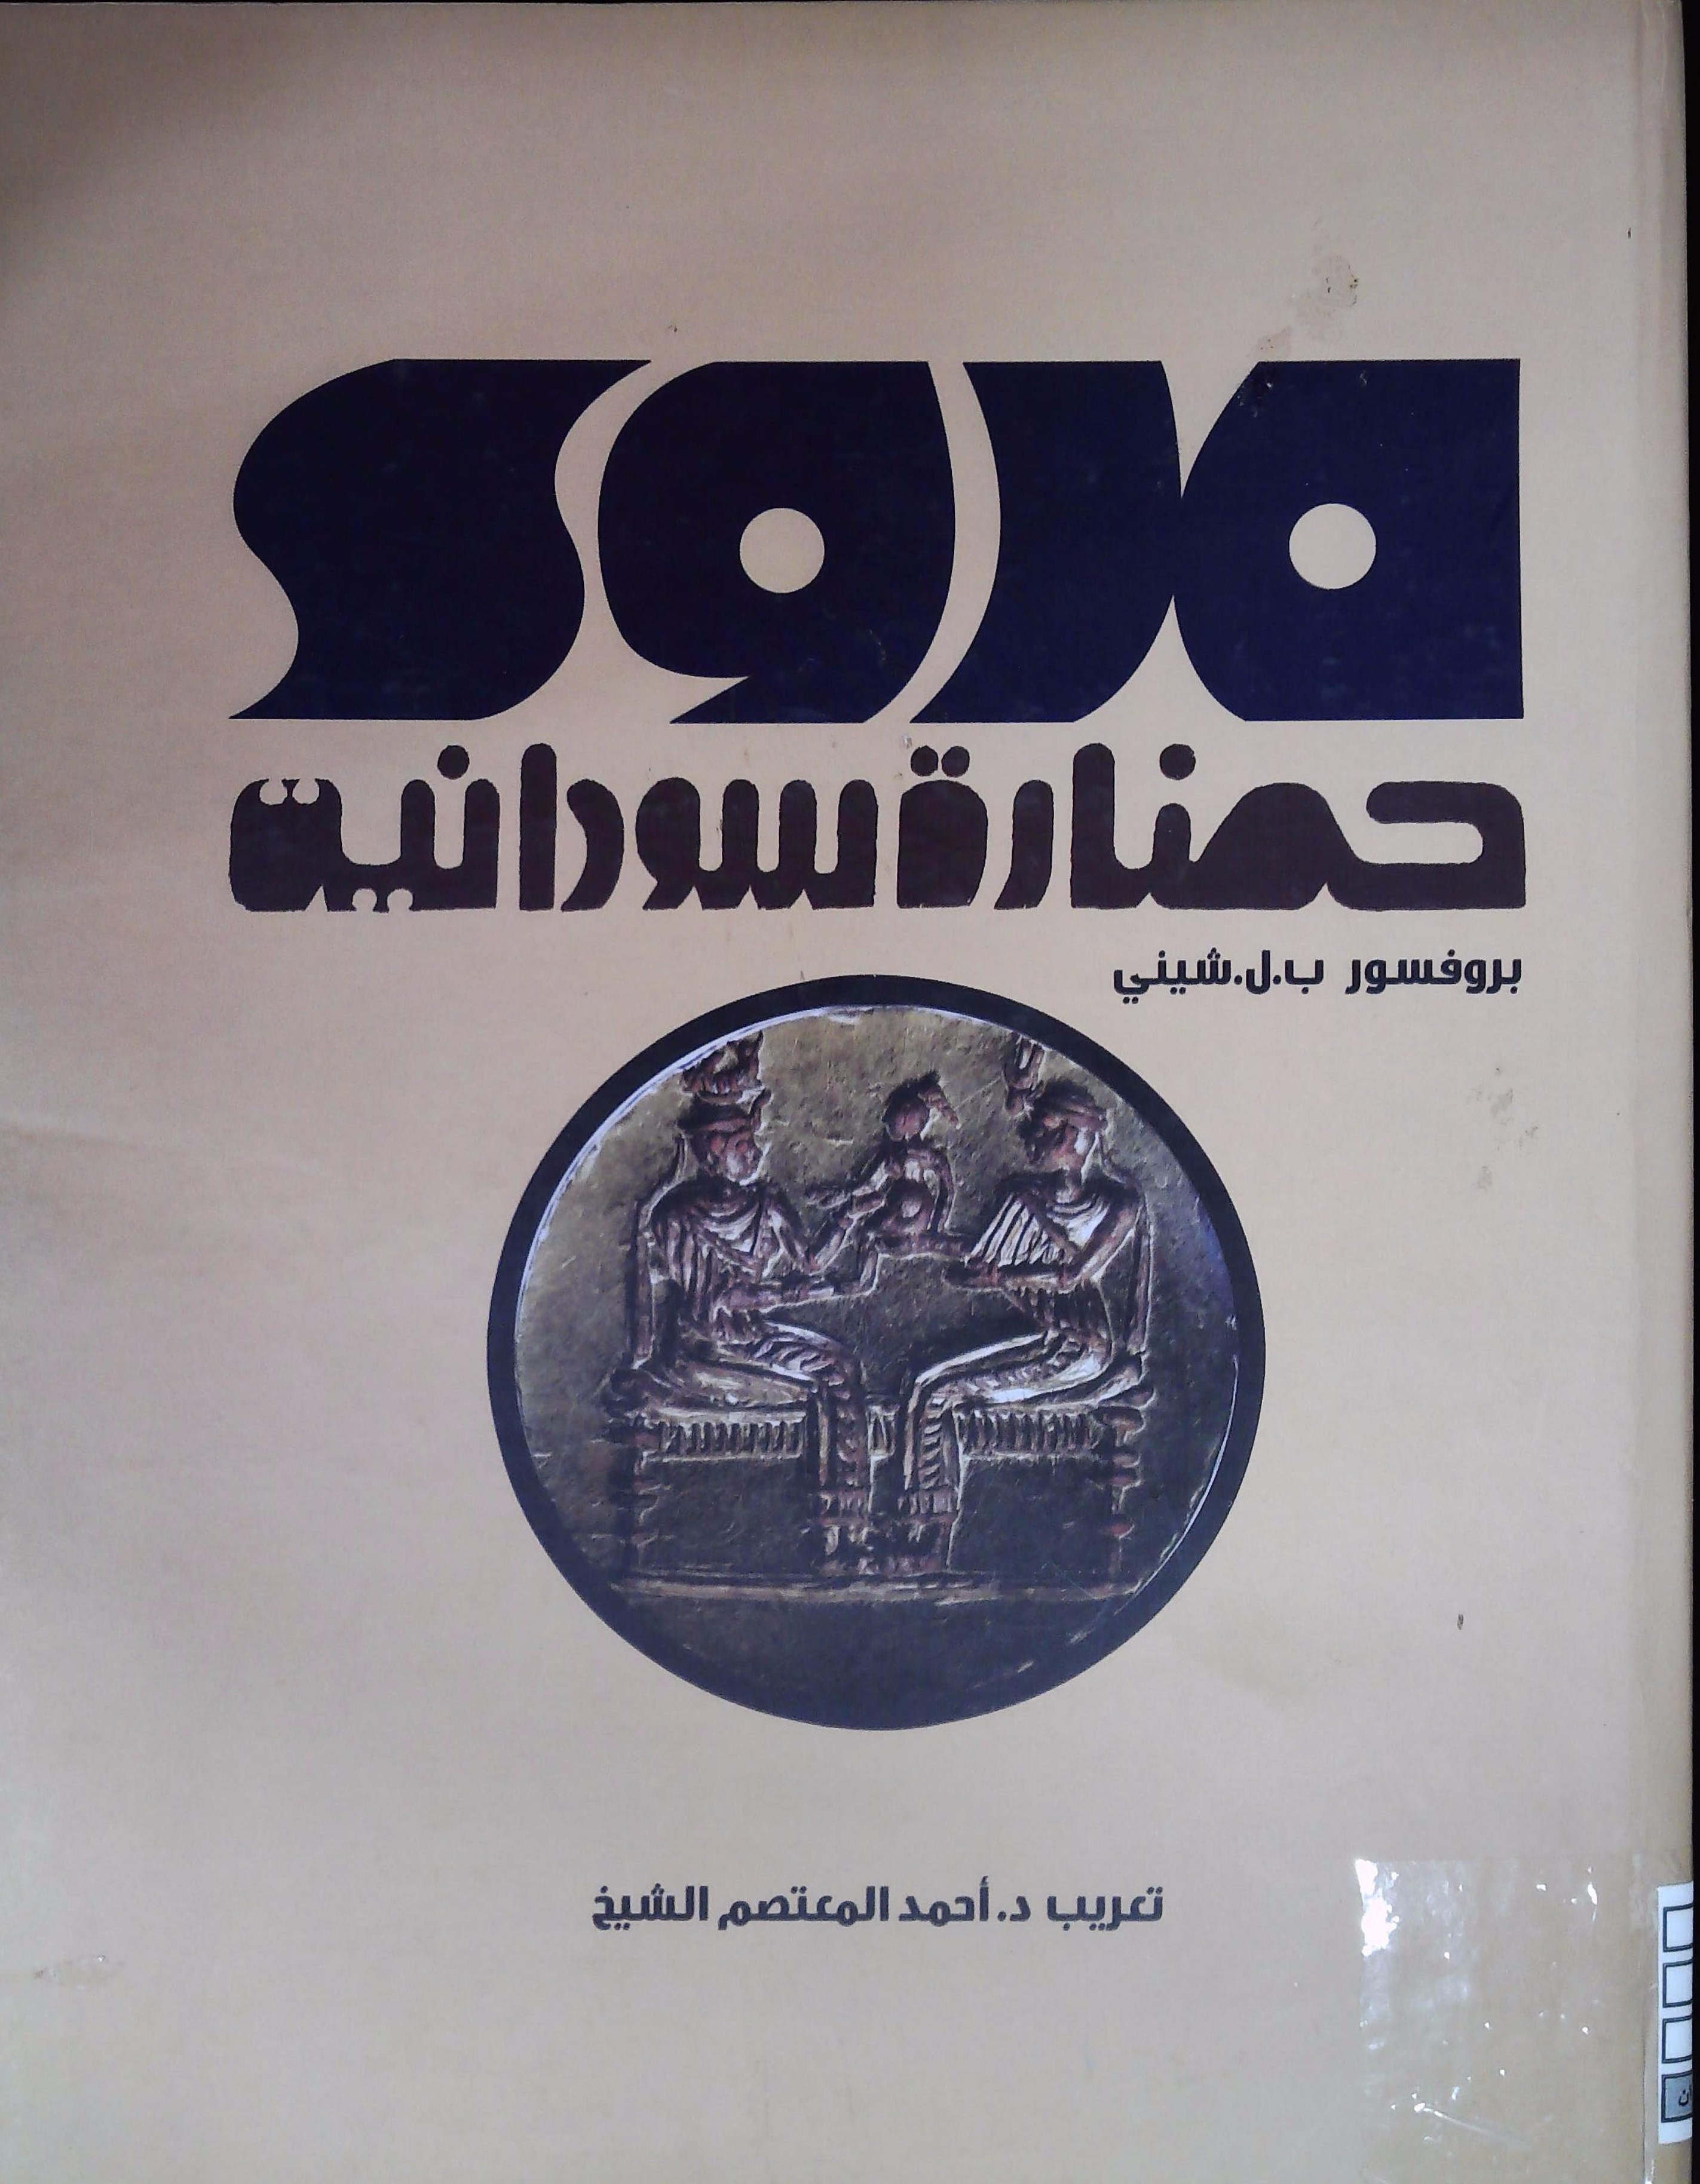 مروي
حضارة سودانية
بروفسور ب.ل.شيني
تعريب د.أحمد المعتصم الشيخ